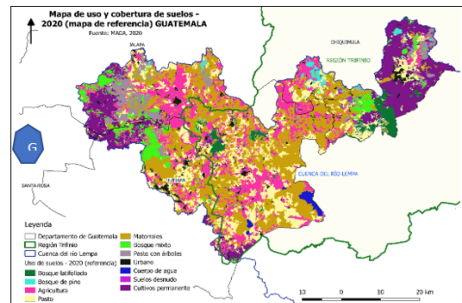 Mapa de uso y cobertura de suelos -
2020 (mapa de referencia) GUATEMALA
Fuente: MAGA, 2020
JALAPA
CHIQUIMULA
REGIÓN TRIFINIO
G
SANTA ROSA
JUTIAPA
CUENCA DEL RÍO LEMPA
Leyenda
Departamento de Guatemala
Región Trifinio
Cuenca del río Lempa
Uso de suelos - 2020 (referencia)
Bosque latifoliado
Bosque de pino
Agricultura
Pasto
Matorrales
Bosque mixto
Pasto con árboles
Urbano
Cuerpo de agua
Suelos desnudo
Cultivos permanente
10 0 10 20 km